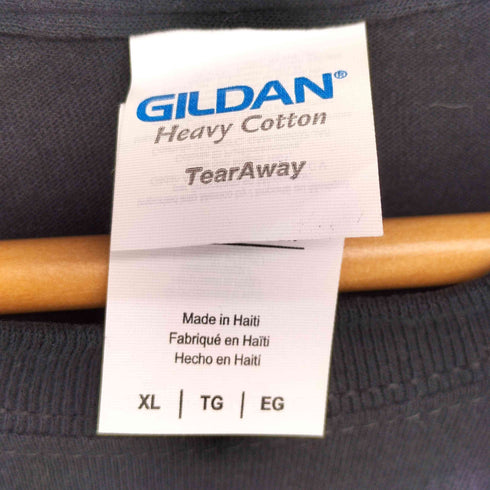 GILDAN®
Heavy Cotton
TearAway
Made in Haiti
Fabriqué en Haïti
Hecho en Haití
XL | TG | EG